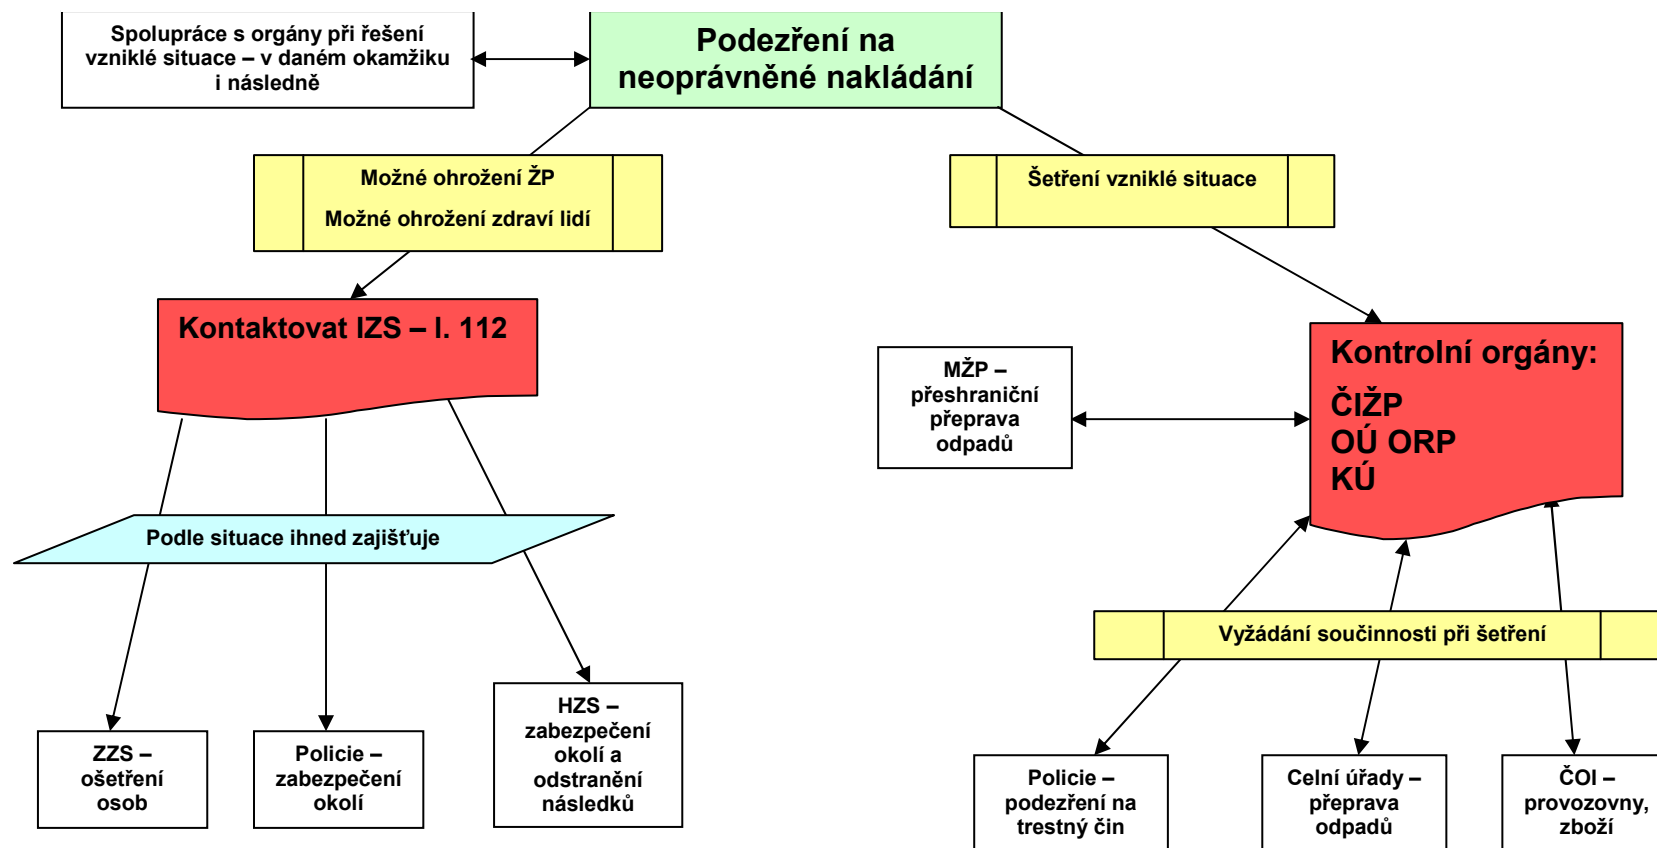 Spolupráce s orgány při řešení
vzniklé situace – v daném okamžiku
i následně
Podezření na
neoprávněné nakládání
Možné ohrožení ŽP
Možné ohrožení zdraví lidí
Šetření vzniklé situace
Kontaktovat IZS – l. 112
MŽP –
přeshraniční
přeprava
odpadů
Kontrolní orgány:
ČIŽP
OÚ ORP
KÚ
Podle situace ihned zajišťuje
Vyžádání součinnosti při šetření
ZZS –
ošetření
osob
Policie –
zabezpečení
okolí
HZS –
zabezpečení
okolí a
odstranění
následků
Policie –
podezření na
trestný čin
Celní úřady –
přeprava
odpadů
ČOI –
provozovny,
zboží